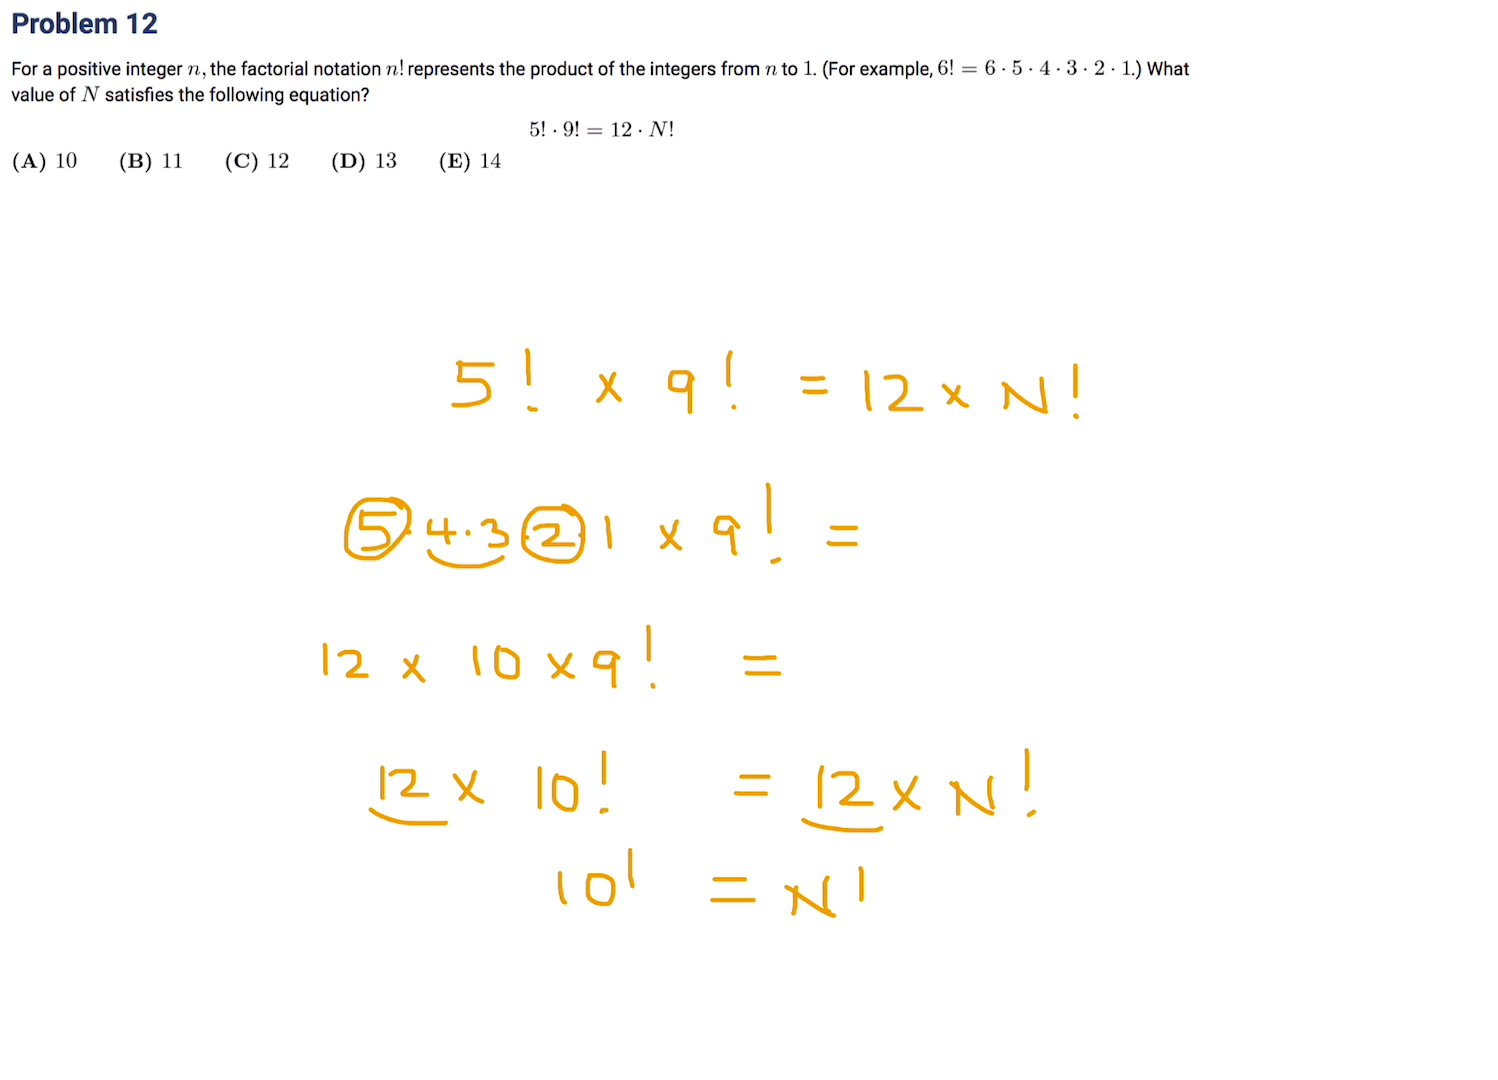 Problem 12
For a positive integer n, the factorial notation n! represents the product of the integers from n to 1. (For example, 6! = 6 · 5 · 4 · 3 · 2 · 1.) What
value of N satisfies the following equation?
5! · 9! = 12 · N!
(A) 10 (B) 11 (C) 12 (D) 13 (E) 14
5! × 9! = 12 × N!
5·4·3·2·1 × 9! =
12 × 10 × 9! =
12 × 10! = 12 × N!
10! = N!